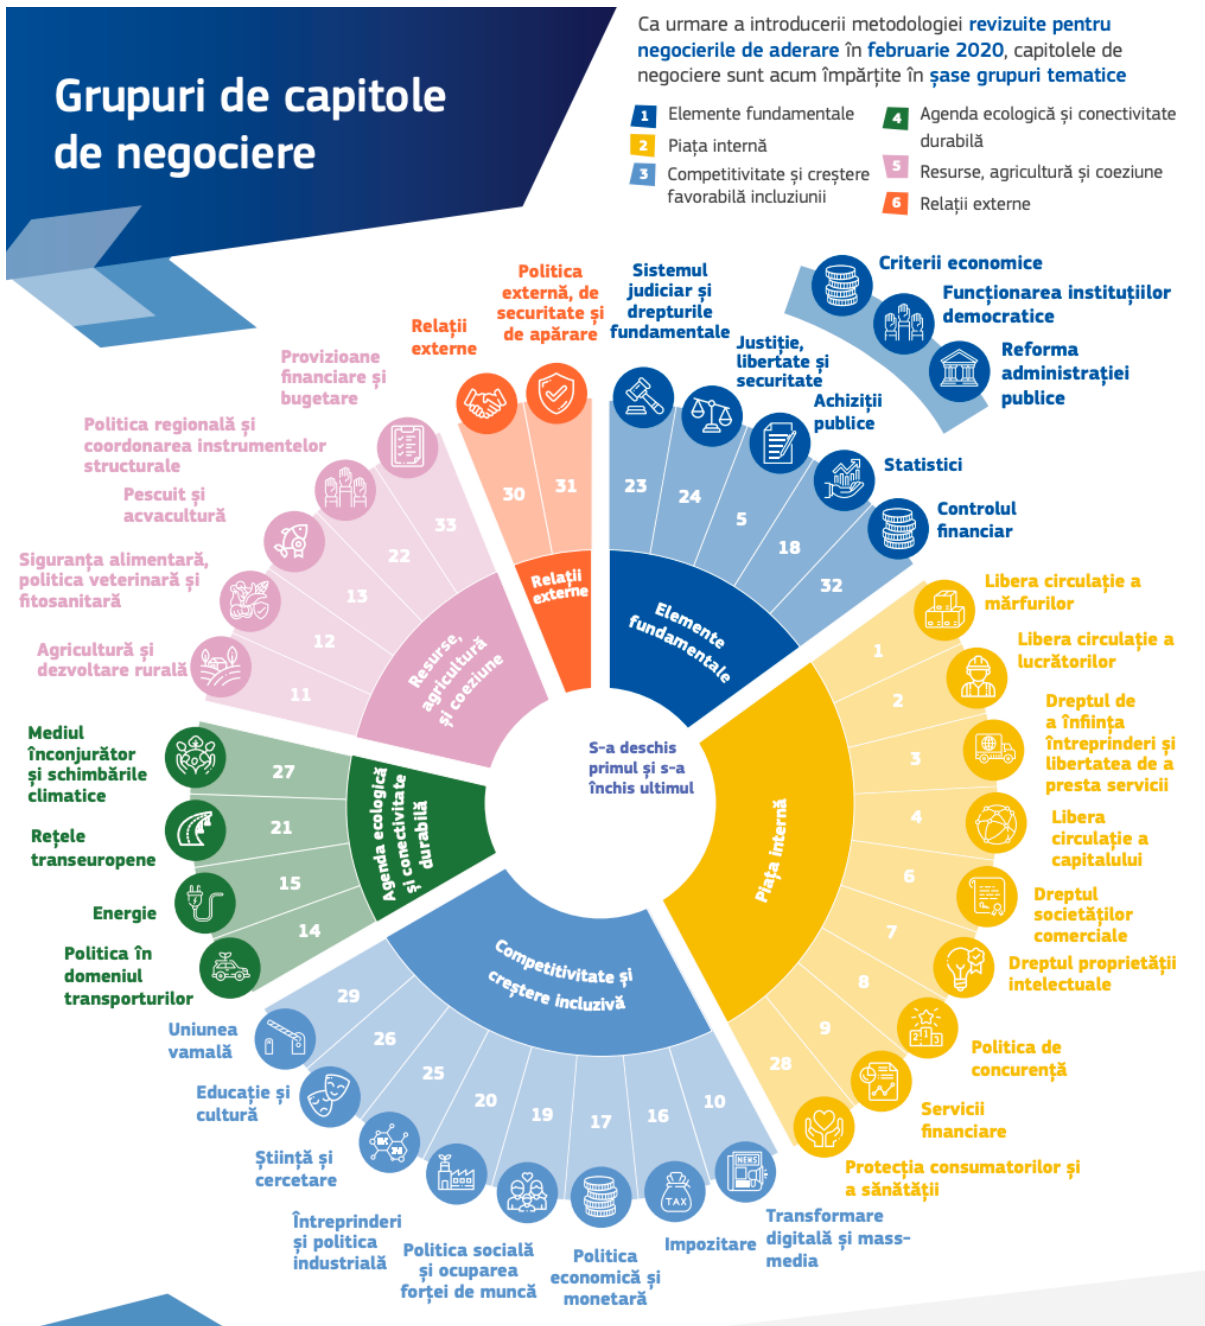 Grupuri de capitole
de negociere
Ca urmare a introducerii metodologiei revizuite pentru
negocierile de aderare în februarie 2020, capitolele de
negociere sunt acum împărțite în șase grupuri tematice
1 Elemente fundamentale
2 Piața internă
3 Competitivitate și creștere
favorabilă incluziunii
4 Agenda ecologică și conectivitate
durabilă
5 Resurse, agricultură și coeziune
6 Relații externe
Criterii economice
Funcționarea instituțiilor
democratice
Reforma
administrației
publice
Sistemul
judiciar și
drepturile
fundamentale
Justiție,
libertate și
securitate
Achiziții
publice
Statistici
Controlul
financiar
23
24
5
18
32
Elemente
fundamentale
Libera circulație a
mărfurilor
Libera circulație a
lucrătorilor
Dreptul de
a înființa
întreprinderi și
libertatea de a
presta servicii
Libera
circulație a
capitalului
Dreptul
societăților
comerciale
Dreptul proprietății
intelectuale
Politica de
concurență
Servicii
financiare
Protecția consumatorilor și
a sănătății
1
2
3
4
6
7
8
9
28
Piața internă
1 2 3
Transformare
digitală și mass-
media
Impozitare
Politica
economică și
monetară
Politica socială
și ocuparea
forței de muncă
Întreprinderi
și politica
industrială
Știință și
cercetare
Educație și
cultură
Uniunea
vamală
NEWS
TAX
10
16
17
19
20
25
26
29
Competitivitate și
creștere incluzivă
Politica în
domeniul
transporturilor
Energie
Rețele
transeuropene
Mediul
înconjurător
și schimbările
climatice
14
15
21
27
Agenda ecologică
și conectivitate
durabilă
Agricultură și
dezvoltare rurală
Siguranța alimentară,
politica veterinară și
fitosanitară
Pescuit și
acvacultură
Politica regională și
coordonarea instrumentelor
structurale
Provizioane
financiare și
bugetare
11
12
13
22
33
Resurse,
agricultură
și coeziune
Relații
externe
Politica
externă, de
securitate și
de apărare
30
31
Relații
externe
S-a deschis
primul și s-a
închis ultimul